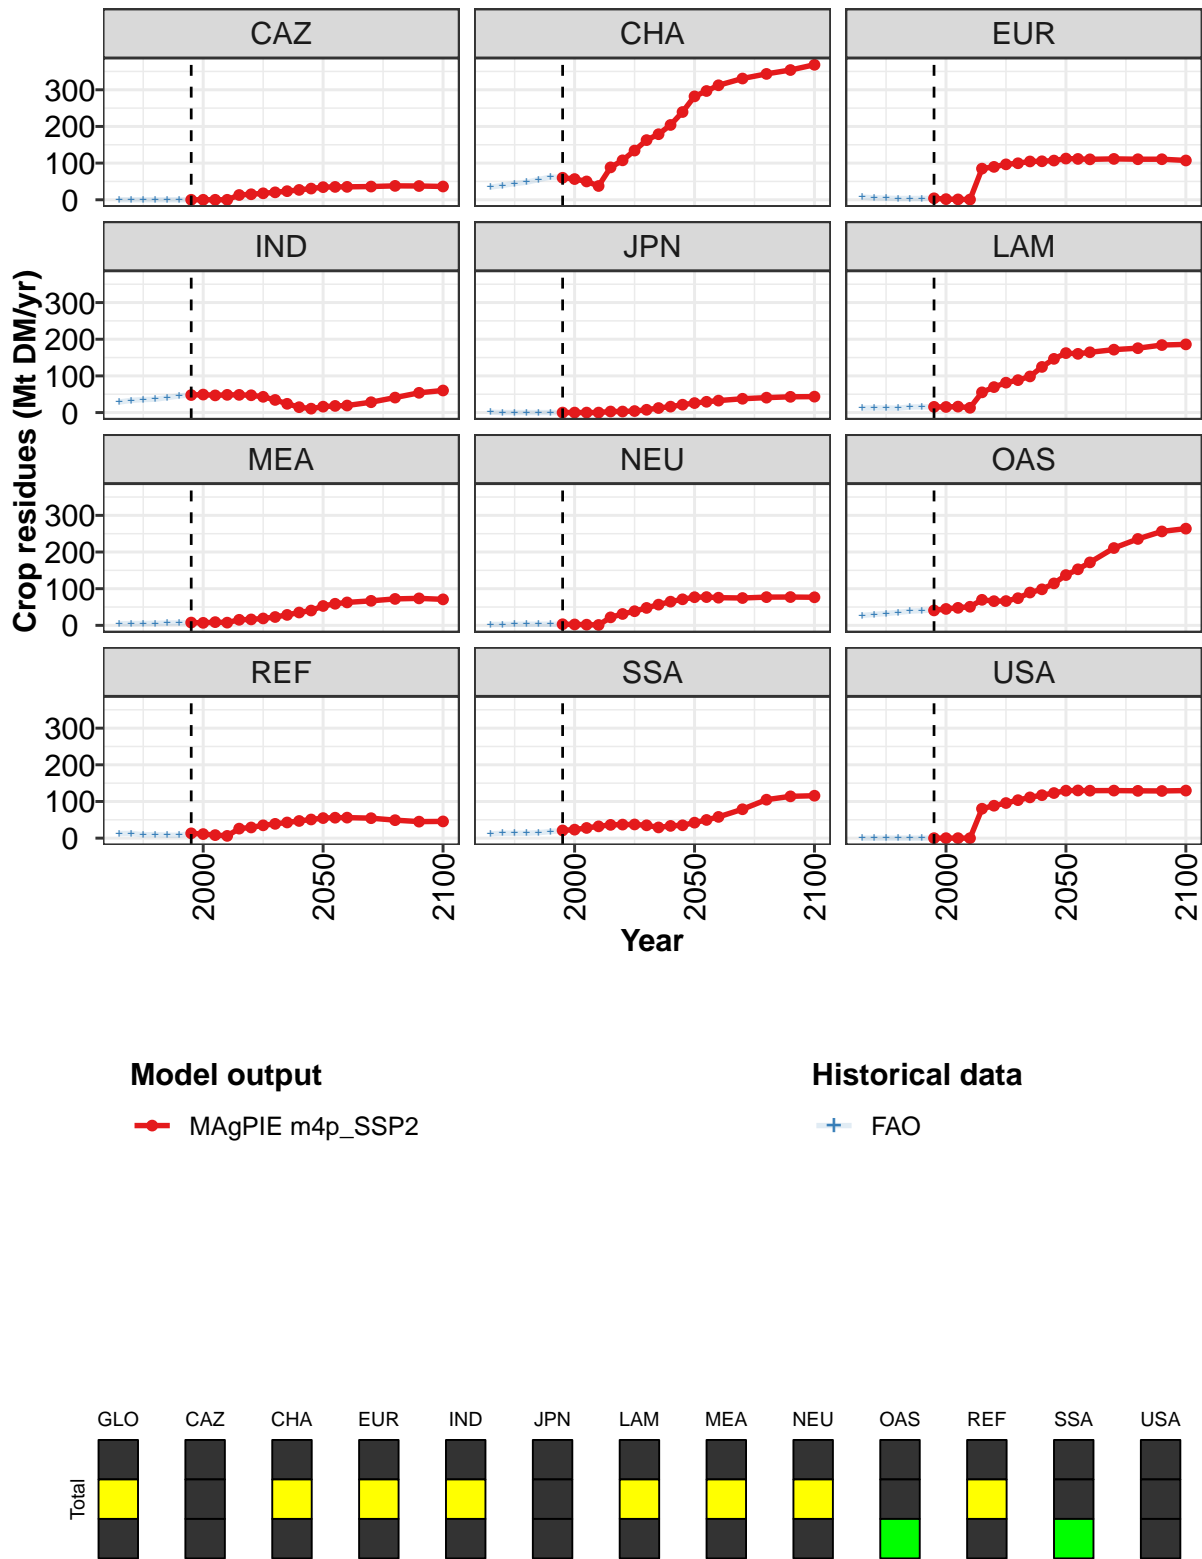 CAZ CHA EUR
300
200
100
0
IND JPN LAM
300
200
100
0
MEA NEU OAS
300
200
100
0
REF SSA USA
300
200
100
0
Crop residues (Mt DM/yr)
2000 2050 2100 2000 2050 2100 2000 2050 2100
Year
Model output
MAgPIE m4p_SSP2
Historical data
FAO
GLO CAZ CHA EUR IND JPN LAM MEA NEU OAS REF SSA USA
Total